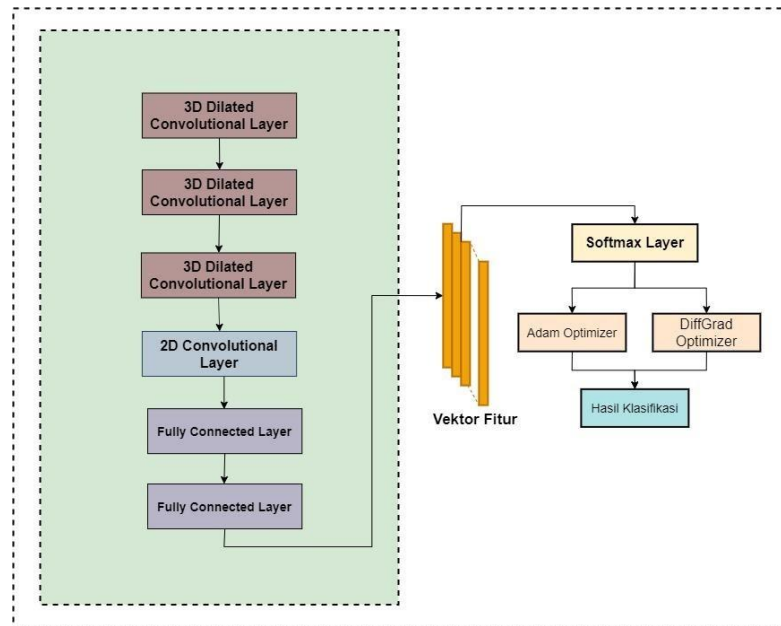 3D Dilated
Convolutional Layer
3D Dilated
Convolutional Layer
3D Dilated
Convolutional Layer
2D Convolutional
Layer
Fully Connected Layer
Fully Connected Layer
Vektor Fitur
Softmax Layer
Adam Optimizer
DiffGrad
Optimizer
Hasil Klasifikasi